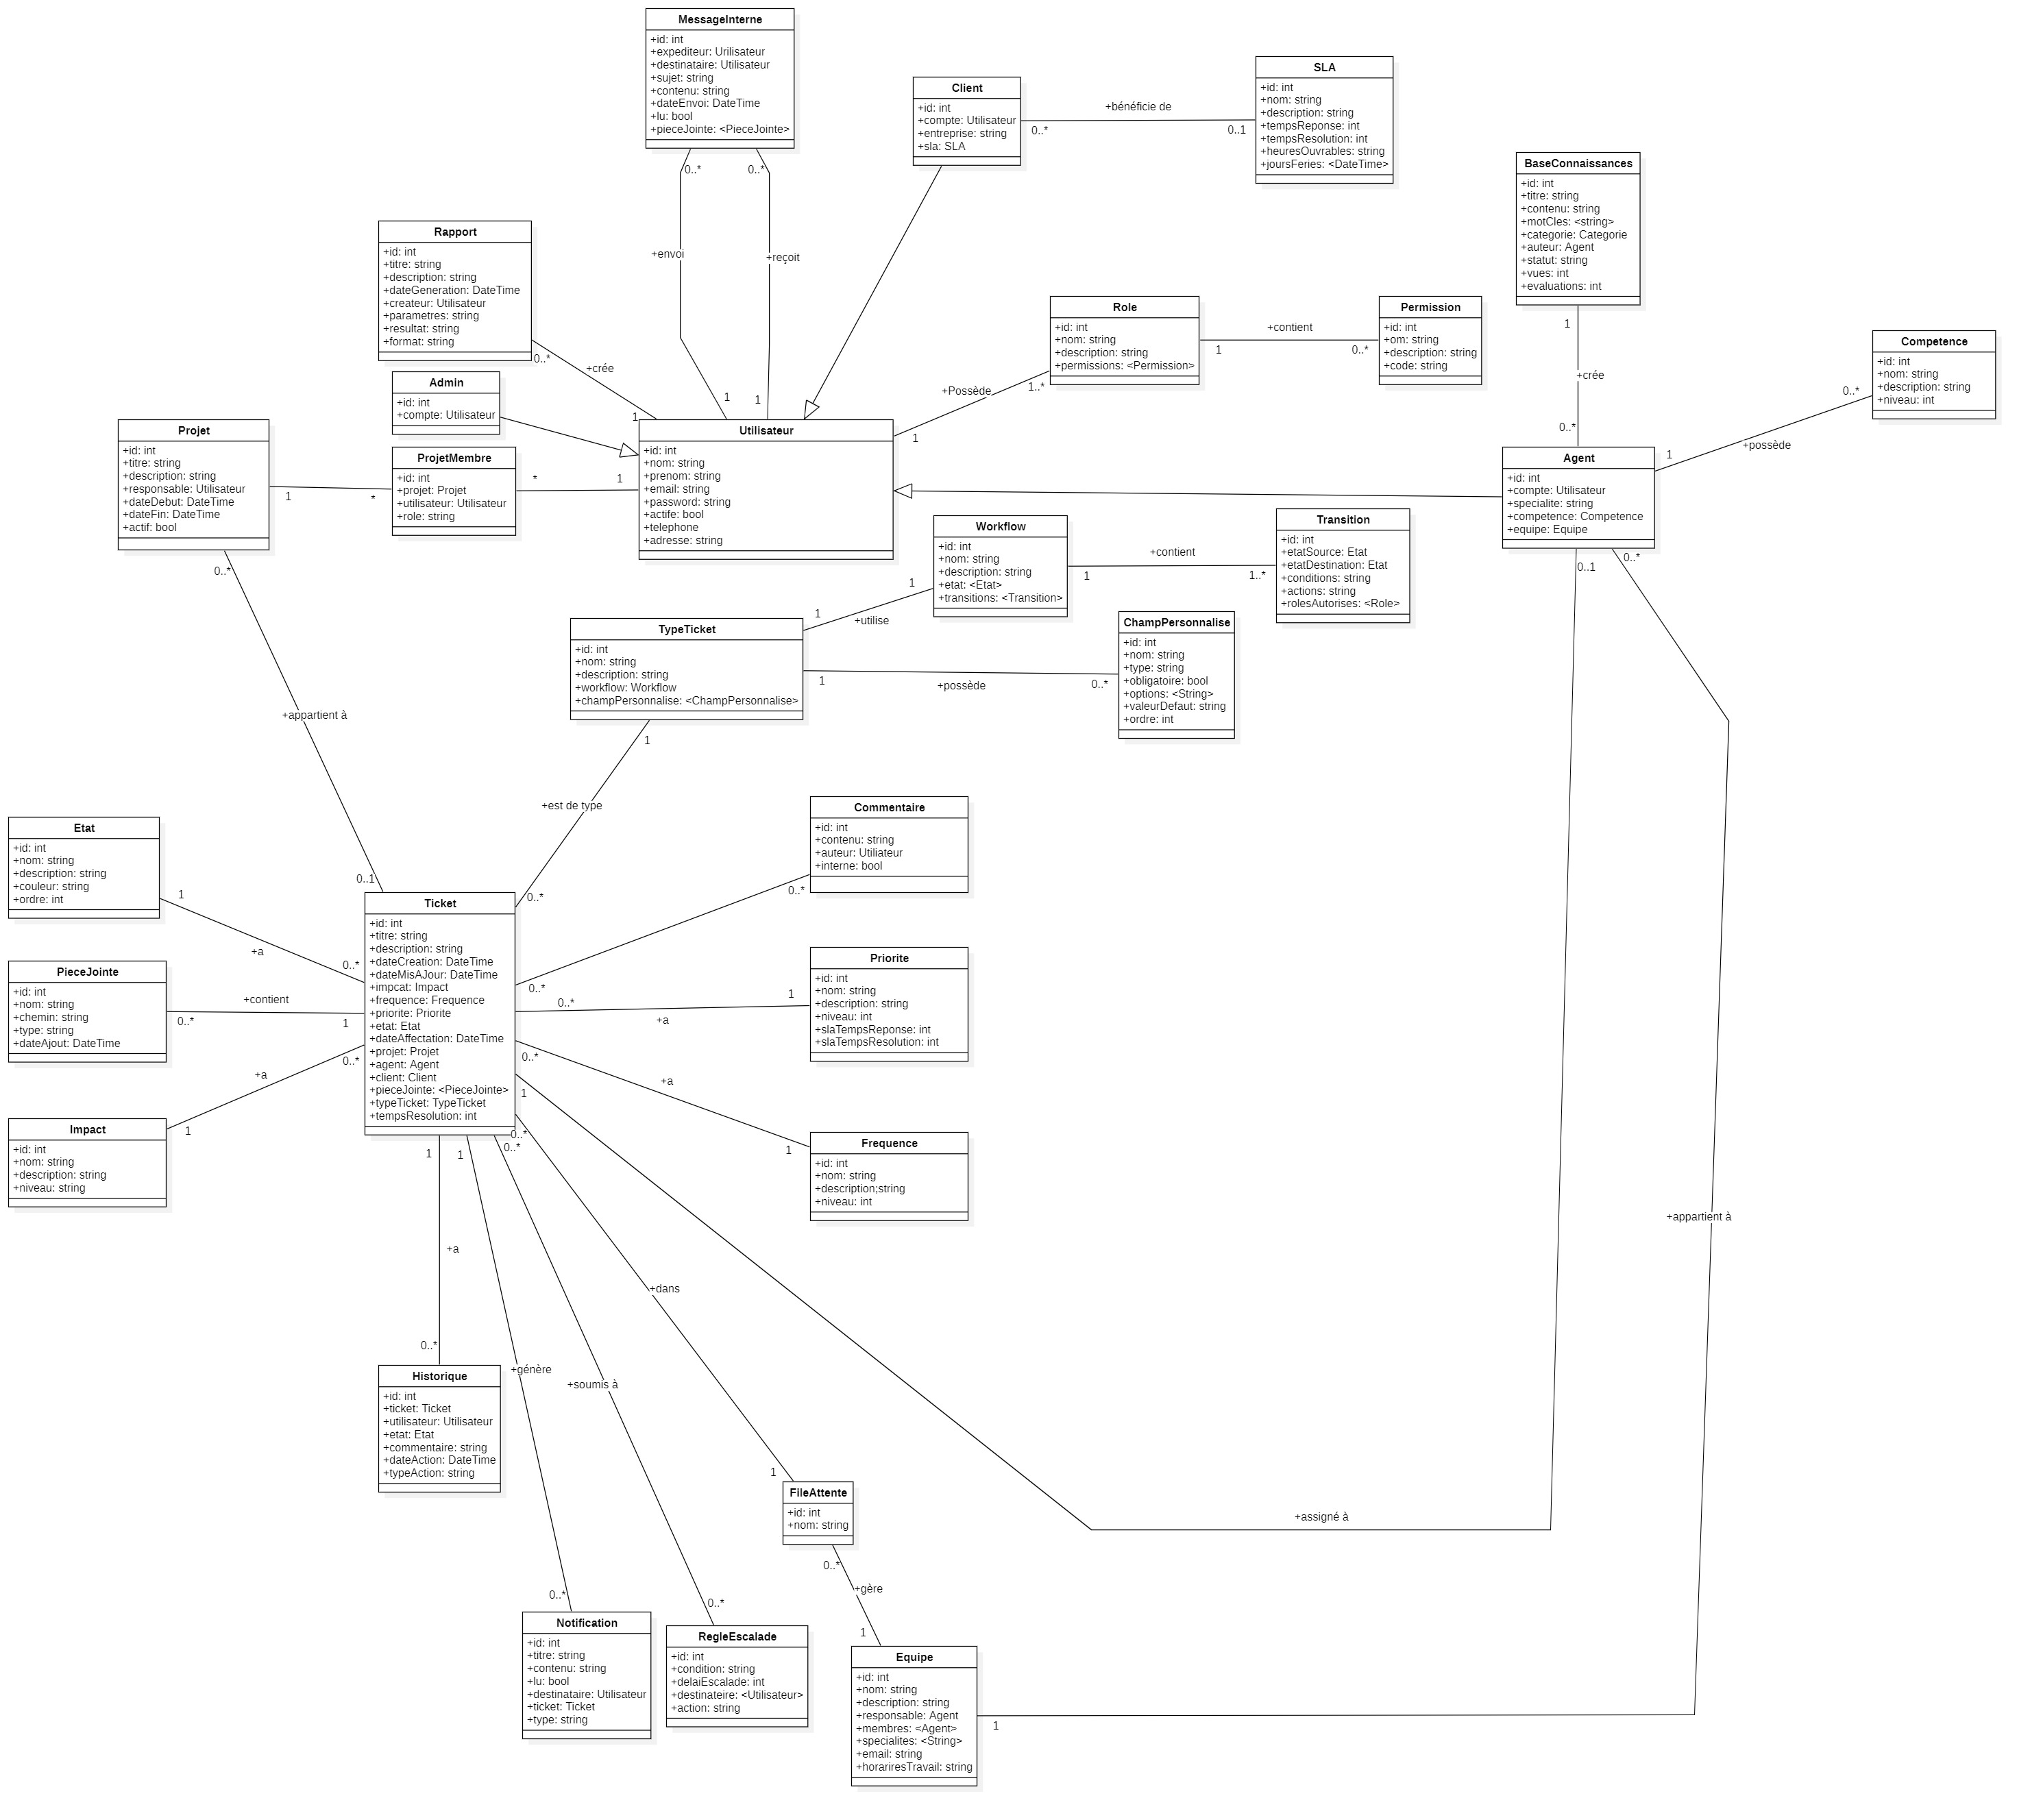 MessageInterne
+id: int
+expediteur: Urilisateur
+destinataire: Utilisateur
+sujet: string
+contenu: string
+dateEnvoi: DateTime
+lu: bool
+pieceJointe: <PieceJointe>
0..*
0..*
+envoi
+reçoit
1
1
Client
+id: int
+compte: Utilisateur
+entreprise: string
+sla: SLA
+bénéficie de
0..*
0..1
SLA
+id: int
+nom: string
+description: string
+tempsReponse: int
+tempsResolution: int
+heuresOuvrables: string
+joursFeries: <DateTime>
BaseConnaissances
+id: int
+titre: string
+contenu: string
+motCles: <string>
+categorie: Categorie
+auteur: Agent
+statut: string
+vues: int
+evaluations: int
1
+crée
0..*
Rapport
+id: int
+titre: string
+description: string
+dateGeneration: DateTime
+createur: Utilisateur
+parametres: string
+resultat: string
+format: string
0..*
+crée
1
Role
+id: int
+nom: string
+description: string
+permissions: <Permission>
+contient
1
0..*
Permission
+id: int
+om: string
+description: string
+code: string
+Possède
1..*
1
Competence
+id: int
+nom: string
+description: string
+niveau: int
0..*
+possède
1
Admin
+id: int
+compte: Utilisateur
Projet
+id: int
+titre: string
+description: string
+responsable: Utilisateur
+dateDebut: DateTime
+dateFin: DateTime
+actif: bool
1
*
ProjetMembre
+id: int
+projet: Projet
+utilisateur: Utilisateur
+role: string
*
1
Utilisateur
+id: int
+nom: string
+prenom: string
+email: string
+password: string
+actife: bool
+telephone
+adresse: string
Agent
+id: int
+compte: Utilisateur
+specialite: string
+competence: Competence
+equipe: Equipe
0..1
0..*
Workflow
+id: int
+nom: string
+description: string
+etat: <Etat>
+transitions: <Transition>
+contient
1
1..*
Transition
+id: int
+etatSource: Etat
+etatDestination: Etat
+conditions: string
+actions: string
+rolesAutorises: <Role>
1
1
+utilise
TypeTicket
+id: int
+nom: string
+description: string
+workflow: Workflow
+champPersonnalise: <ChampPersonnalise>
1
+possède
0..*
ChampPersonnalise
+id: int
+nom: string
+type: string
+obligatoire: bool
+options: <String>
+valeurDefaut: string
+ordre: int
0..*
+appartient à
0..1
1
+est de type
0..*
Etat
+id: int
+nom: string
+description: string
+couleur: string
+ordre: int
1
+a
0..*
Commentaire
+id: int
+contenu: string
+auteur: Utiliateur
+interne: bool
0..*
0..*
Ticket
+id: int
+titre: string
+description: string
+dateCreation: DateTime
+dateMisAJour: DateTime
+impcat: Impact
+frequence: Frequence
+priorite: Priorite
+etat: Etat
+dateAffectation: DateTime
+projet: Projet
+agent: Agent
+client: Client
+pieceJointe: <PieceJointe>
+typeTicket: TypeTicket
+tempsResolution: int
PieceJointe
+id: int
+nom: string
+chemin: string
+type: string
+dateAjout: DateTime
+contient
0..*
1
Priorite
+id: int
+nom: string
+description: string
+niveau: int
+slaTempsReponse: int
+slaTempsResolution: int
0..*
1
+a
Impact
+id: int
+nom: string
+description: string
+niveau: string
0..*
+a
1
Frequence
+id: int
+nom: string
+description;string
+niveau: int
0..*
+a
1
1
0..*
0..*
1
1
+a
0..*
+génère
+soumis à
+dans
1
+assigné à
+appartient à
Historique
+id: int
+ticket: Ticket
+utilisateur: Utilisateur
+etat: Etat
+commentaire: string
+dateAction: DateTime
+typeAction: string
FileAttente
+id: int
+nom: string
0..*
+gère
1
0..*
Notification
+id: int
+titre: string
+contenu: string
+lu: bool
+destinataire: Utilisateur
+ticket: Ticket
+type: string
0..*
RegleEscalade
+id: int
+condition: string
+delaiEscalade: int
+destinateire: <Utilisateur>
+action: string
Equipe
+id: int
+nom: string
+description: string
+responsable: Agent
+membres: <Agent>
+specialites: <String>
+email: string
+horariresTravail: string
1